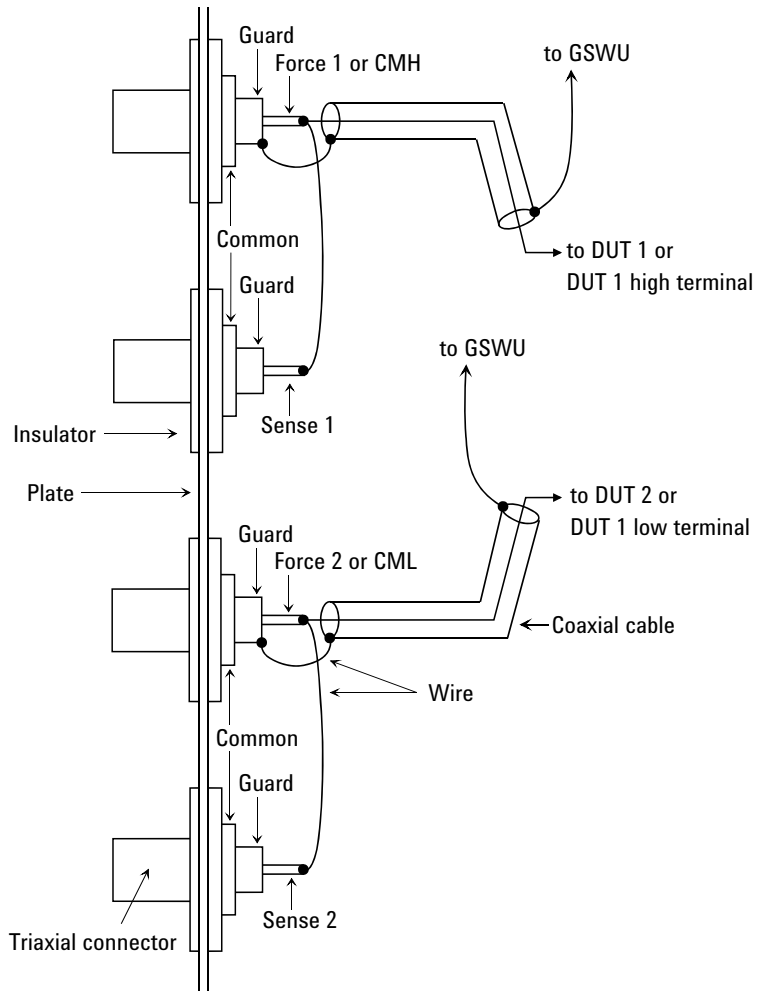 Guard
Force 1 or CMH
to GSWU
Common
to DUT 1 or
DUT 1 high terminal
Guard
to GSWU
Sense 1
Insulator
Plate
to DUT 2 or
DUT 1 low terminal
Guard
Force 2 or CML
Coaxial cable
Wire
Common
Guard
Sense 2
Triaxial connector